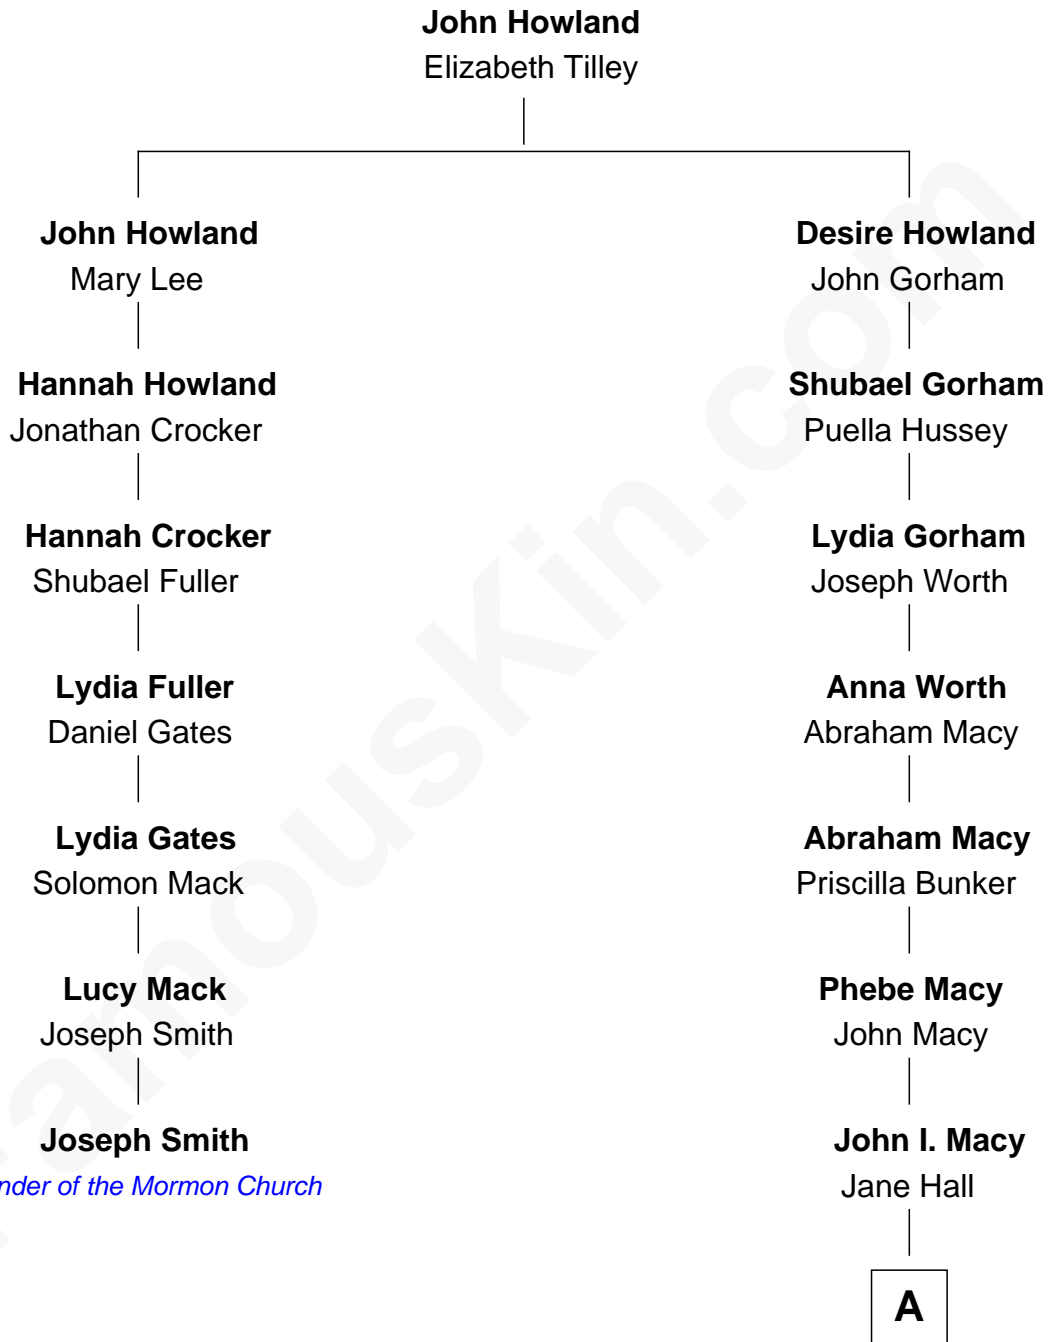 John Howland
Elizabeth Tilley
John Howland
Mary Lee
Desire Howland
John Gorham
Hannah Howland
Jonathan Crocker
Shubael Gorham
Puella Hussey
Hannah Crocker
Shubael Fuller
Lydia Gorham
Joseph Worth
Lydia Fuller
Daniel Gates
Anna Worth
Abraham Macy
Lydia Gates
Solomon Mack
Abraham Macy
Priscilla Bunker
Lucy Mack
Joseph Smith
Phebe Macy
John Macy
Joseph Smith
nder of the Mormon Church
John I. Macy
Jane Hall
A
FamousKin.com